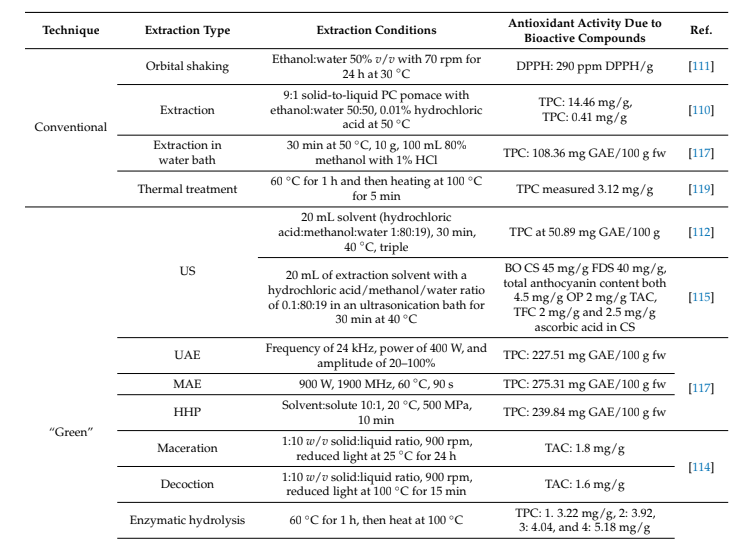 Technique Extraction Type Extraction Conditions Antioxidant Activity Due to Bioactive Compounds Ref.
Conventional
Orbital shaking
Ethanol:water 50% v/v with 70 rpm for
24 h at 30 °C
DPPH: 290 ppm DPPH/g
[111]
Extraction
9:1 solid-to-liquid PC pomace with
ethanol:water 50:50, 0.01% hydrochloric
acid at 50 °C
TPC: 14.46 mg/g,
TPC: 0.41 mg/g
[110]
Extraction in
water bath
30 min at 50 °C, 10 g, 100 mL 80%
methanol with 1% HCl
TPC: 108.36 mg GAE/100 g fw
[117]
Thermal treatment
60 °C for 1 h and then heating at 100 °C
for 5 min
TPC measured 3.12 mg/g
[119]
"Green"
US
20 mL solvent (hydrochloric
acid:methanol:water 1:80:19), 30 min,
40 °C, triple
TPC at 50.89 mg GAE/100 g
[112]
20 mL of extraction solvent with a
hydrochloric acid/methanol/water ratio
of 0.1:80:19 in an ultrasonication bath for
30 min at 40 °C
BO CS 45 mg/g FDS 40 mg/g,
total anthocyanin content both
4.5 mg/g OP 2 mg/g TAC,
TFC 2 mg/g and 2.5 mg/g
ascorbic acid in CS
[115]
UAE
Frequency of 24 kHz, power of 400 W, and
amplitude of 20–100%
TPC: 227.51 mg GAE/100 g fw
[117]
MAE
900 W, 1900 MHz, 60 °C, 90 s
TPC: 275.31 mg GAE/100 g fw
HHP
Solvent:solute 10:1, 20 °C, 500 MPa,
10 min
TPC: 239.84 mg GAE/100 g fw
Maceration
1:10 w/v solid:liquid ratio, 900 rpm,
reduced light at 25 °C for 24 h
TAC: 1.8 mg/g
[114]
Decoction
1:10 w/v solid:liquid ratio, 900 rpm,
reduced light at 100 °C for 15 min
TAC: 1.6 mg/g
Enzymatic hydrolysis
60 °C for 1 h, then heat at 100 °C
TPC: 1. 3.22 mg/g, 2: 3.92,
3: 4.04, and 4: 5.18 mg/g